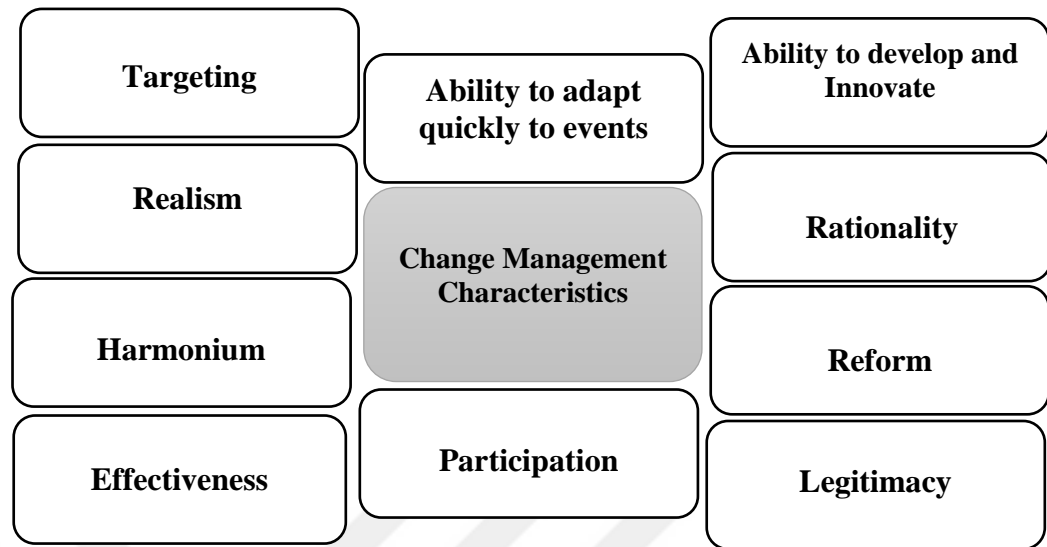 Targeting
Realism
Harmonium
Effectiveness
Ability to adapt
quickly to events
Change Management
Characteristics
Participation
Ability to develop and
Innovate
Rationality
Reform
Legitimacy